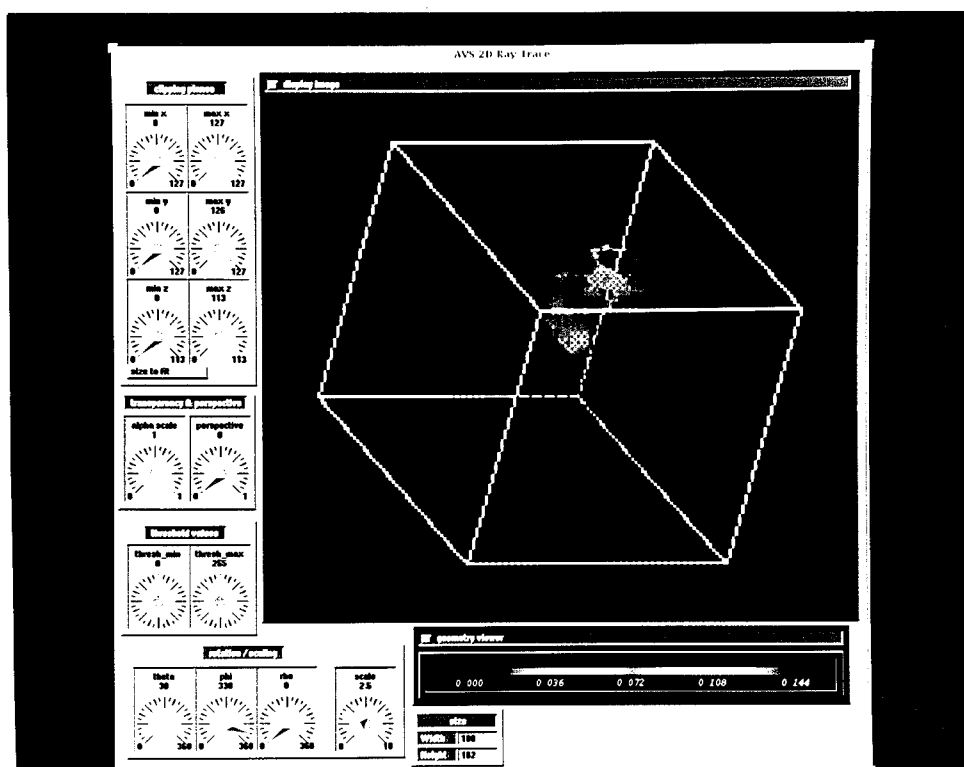 AVS 2D Ray Trace
clipping planes
display image
min x max x
0 127
0 127 0 127
min y max y
0 126
0 127 0 127
min z max z
0 113
0 113 0 113
size to fit
transparency & perspective
alpha scale perspective
1 0
0 1 0 1
threshold values
thresh_min thresh_max
0 255
geometry viewer
rotation / scaling
theta phi rho scale
30 330 0 2.5
0 360 0 360 0 360 0 10
0.000 0.036 0.072 0.108 0.144
size
Width
Height